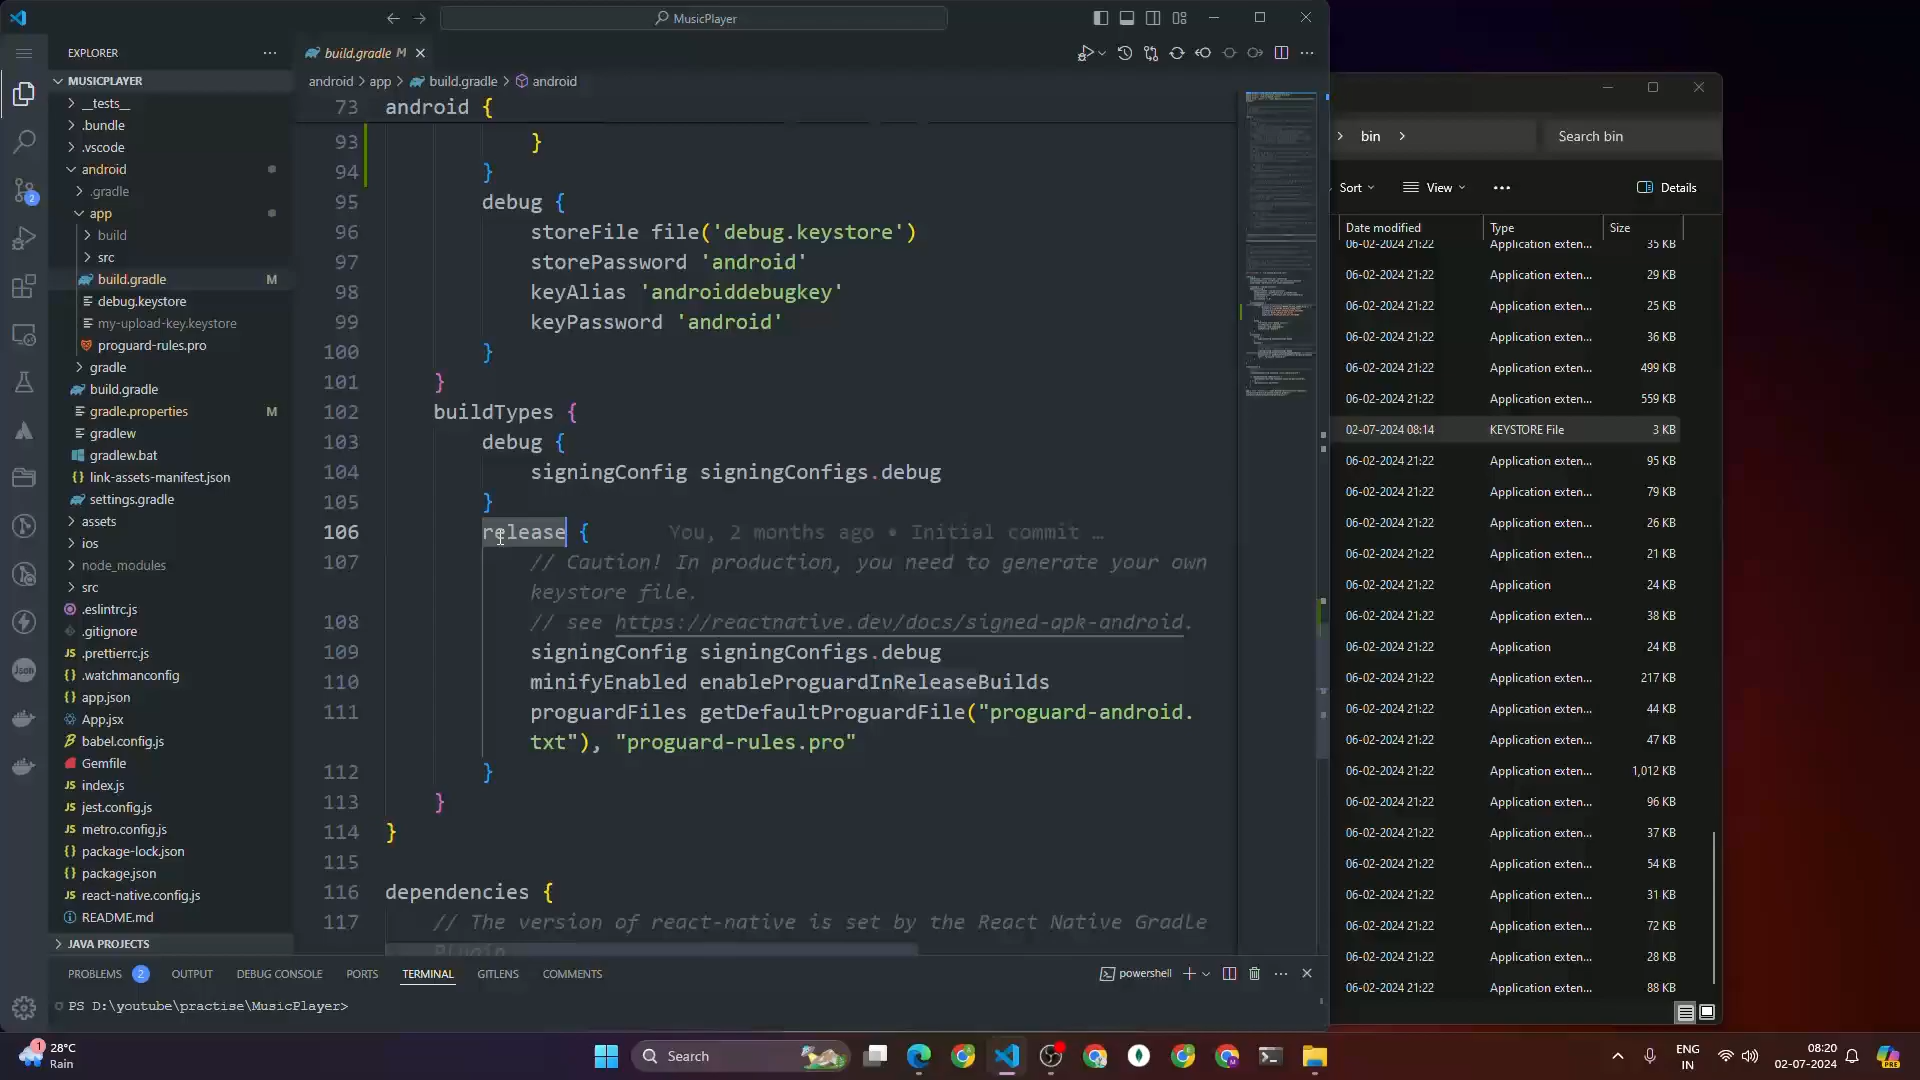 MusicPlayer
EXPLORER
MUSICPLAYER
__tests__
.bundle
.vscode
android
.gradle
app
build
src
build.gradle M
debug.keystore
my-upload-key.keystore
proguard-rules.pro
gradle
build.gradle
gradle.properties M
gradlew
gradlew.bat
link-assets-manifest.json
settings.gradle
assets
ios
node_modules
src
.eslintrc.js
.gitignore
.prettierrc.js
.watchmanconfig
app.json
App.jsx
babel.config.js
Gemfile
index.js
jest.config.js
metro.config.js
package-lock.json
package.json
react-native.config.js
README.md
JAVA PROJECTS
build.gradle M
android > app > build.gradle > android
73 android {
93 }
94 }
95 debug {
96 storeFile file('debug.keystore')
97 storePassword 'android'
98 keyAlias 'androiddebugkey'
99 keyPassword 'android'
100 }
101 }
102 buildTypes {
103 debug {
104 signingConfig signingConfigs.debug
105 }
106 release { You, 2 months ago • Initial commit …
107 // Caution! In production, you need to generate your own
keystore file.
108 // see https://reactnative.dev/docs/signed-apk-android.
109 signingConfig signingConfigs.debug
110 minifyEnabled enableProguardInReleaseBuilds
111 proguardFiles getDefaultProguardFile("proguard-android.
txt"), "proguard-rules.pro"
112 }
113 }
114 }
115
116 dependencies {
117 // The version of react-native is set by the React Native Gradle
Plugin
PROBLEMS 2 OUTPUT DEBUG CONSOLE PORTS TERMINAL GITLENS COMMENTS
powershell
PS D:\youtube\practise\MusicPlayer>
bin
Search bin
Sort View Details
Date modified Type Size
06-02-2024 21:22 Application exten... 35 KB
06-02-2024 21:22 Application exten... 29 KB
06-02-2024 21:22 Application exten... 25 KB
06-02-2024 21:22 Application exten... 36 KB
06-02-2024 21:22 Application exten... 499 KB
06-02-2024 21:22 Application exten... 559 KB
02-07-2024 08:14 KEYSTORE File 3 KB
06-02-2024 21:22 Application exten... 95 KB
06-02-2024 21:22 Application exten... 79 KB
06-02-2024 21:22 Application exten... 26 KB
06-02-2024 21:22 Application exten... 21 KB
06-02-2024 21:22 Application 24 KB
06-02-2024 21:22 Application exten... 38 KB
06-02-2024 21:22 Application 24 KB
06-02-2024 21:22 Application exten... 217 KB
06-02-2024 21:22 Application exten... 44 KB
06-02-2024 21:22 Application exten... 47 KB
06-02-2024 21:22 Application exten... 1,012 KB
06-02-2024 21:22 Application exten... 96 KB
06-02-2024 21:22 Application exten... 37 KB
06-02-2024 21:22 Application exten... 54 KB
06-02-2024 21:22 Application exten... 31 KB
06-02-2024 21:22 Application exten... 72 KB
06-02-2024 21:22 Application exten... 28 KB
06-02-2024 21:22 Application exten... 88 KB
28°C
Rain
Search
ENG
IN
08:20
02-07-2024